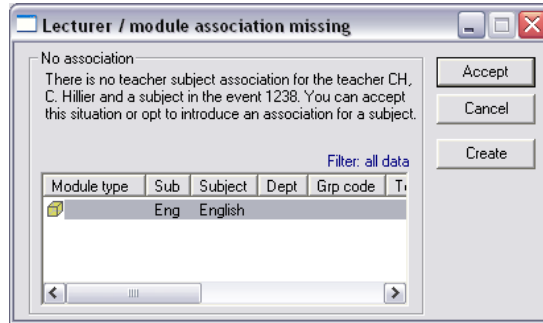 Lecturer / module association missing
No association
There is no teacher subject association for the teacher CH,
C. Hillier and a subject in the event 1238. You can accept
this situation or opt to introduce an association for a subject.
Accept
Cancel
Create
Filter: all data
Module type Sub Subject Dept Grp code
Eng English